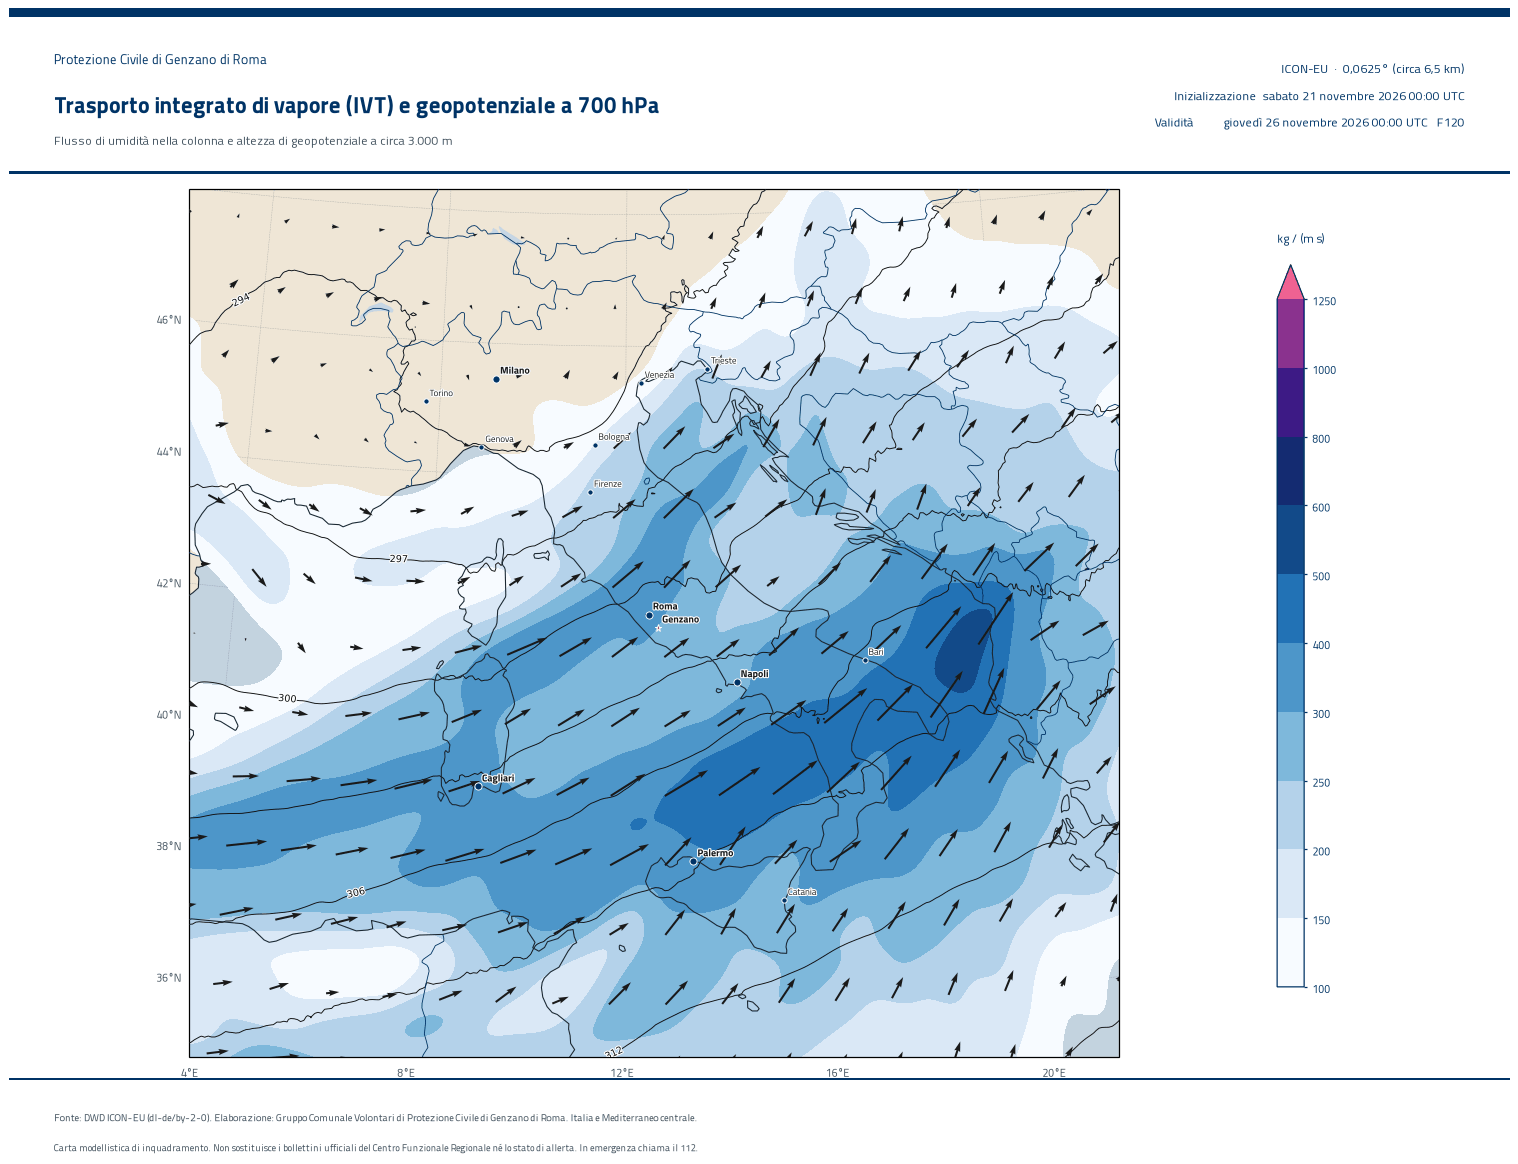 Protezione Civile di Genzano di Roma
Trasporto integrato di vapore (IVT) e geopotenziale a 700 hPa
Flusso di umidità nella colonna e altezza di geopotenziale a circa 3.000 m
ICON-EU · 0,0625° (circa 6,5 km)
Inizializzazione sabato 21 novembre 2026 00:00 UTC
Validità giovedì 26 novembre 2026 00:00 UTC F120
kg / (m s)
1250
1000
800
600
500
400
300
250
200
150
100
46°N
44°N
42°N
40°N
38°N
36°N
4°E
8°E
12°E
16°E
20°E
294
297
300
306
312
Milano
Torino
Trieste
Venezia
Genova
Bologna
Firenze
Roma
Genzano
Bari
Napoli
Cagliari
Palermo
Catania
Fonte: DWD ICON-EU (dl-de/by-2-0). Elaborazione: Gruppo Comunale Volontari di Protezione Civile di Genzano di Roma. Italia e Mediterraneo centrale.
Carta modellistica di inquadramento. Non sostituisce i bollettini ufficiali del Centro Funzionale Regionale né lo stato di allerta. In emergenza chiama il 112.